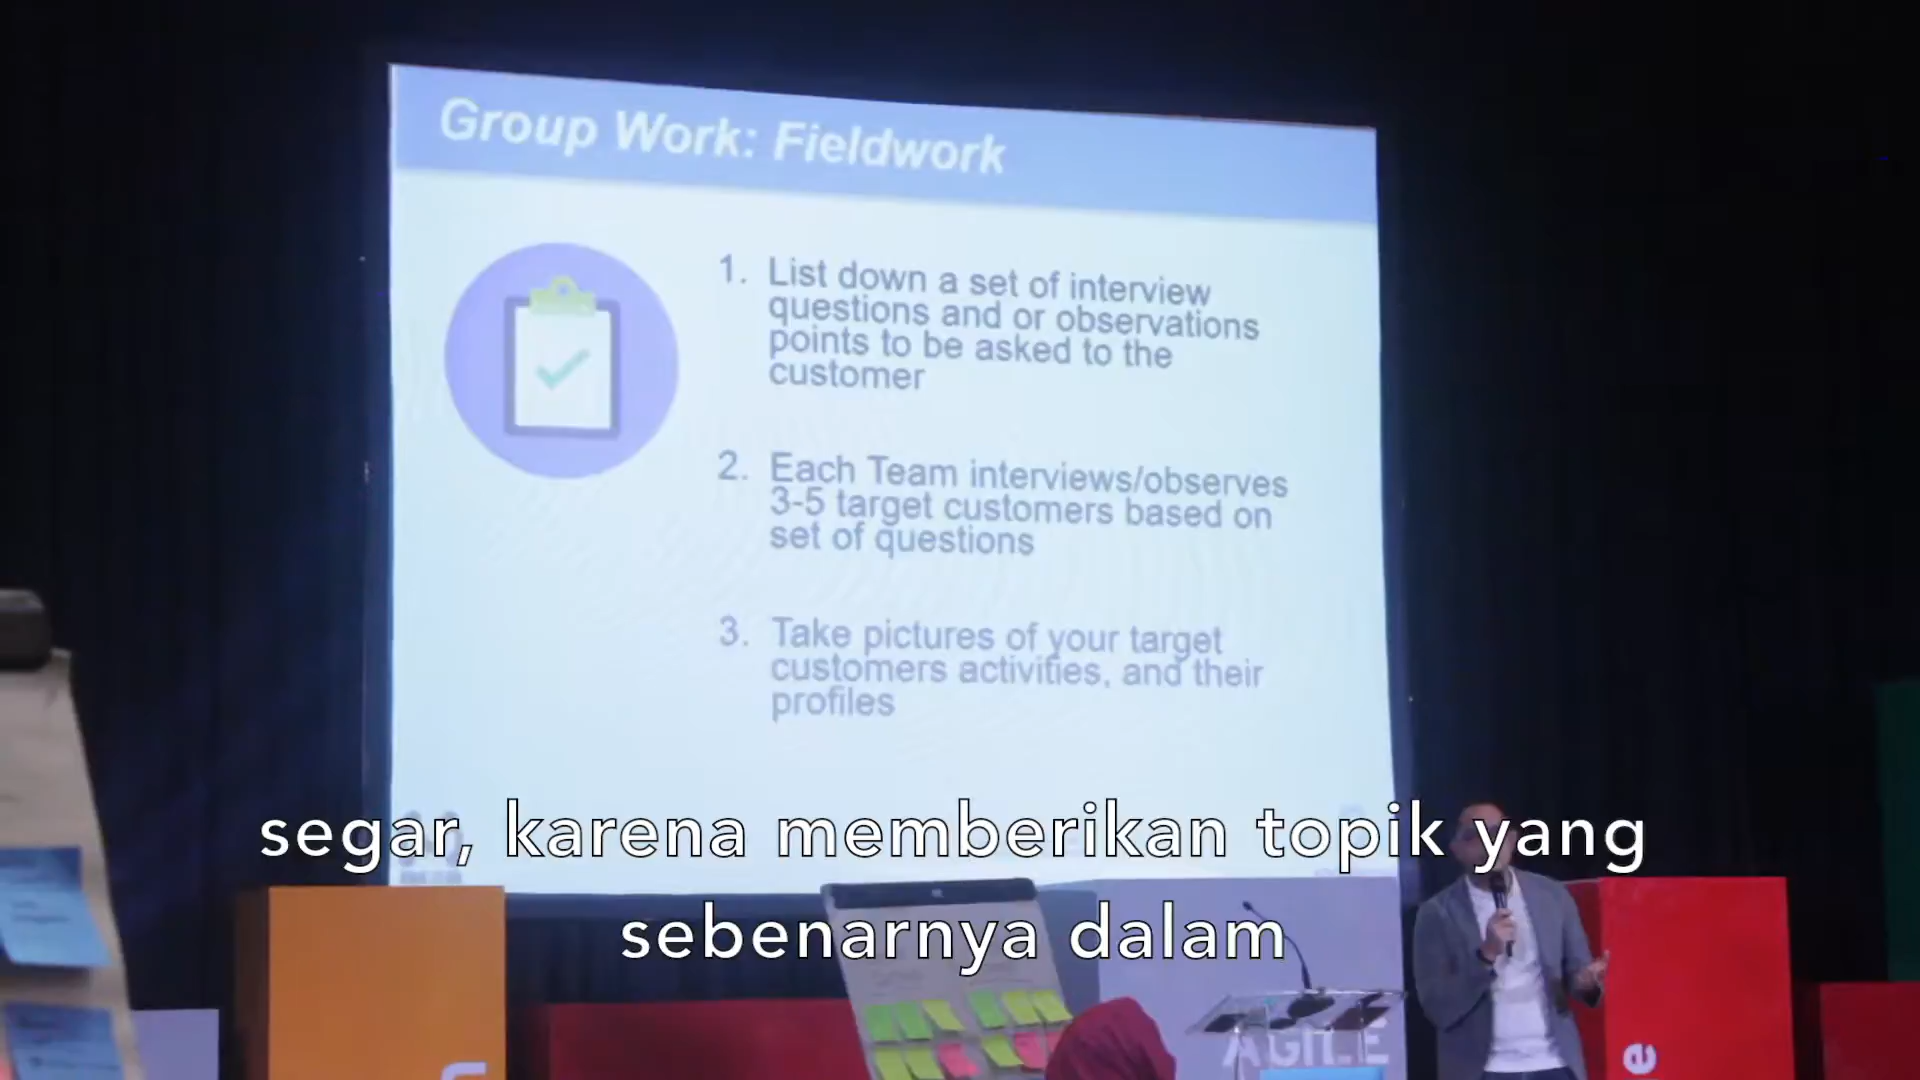 Group Work: Fieldwork
1. List down a set of interview
questions and or observations
points to be asked to the
customer
2. Each Team interviews/observes
3-5 target customers based on
set of questions
3. Take pictures of your target
customers activities, and their
profiles
segar, karena memberikan topik yang
sebenarnya dalam
AGILE
e